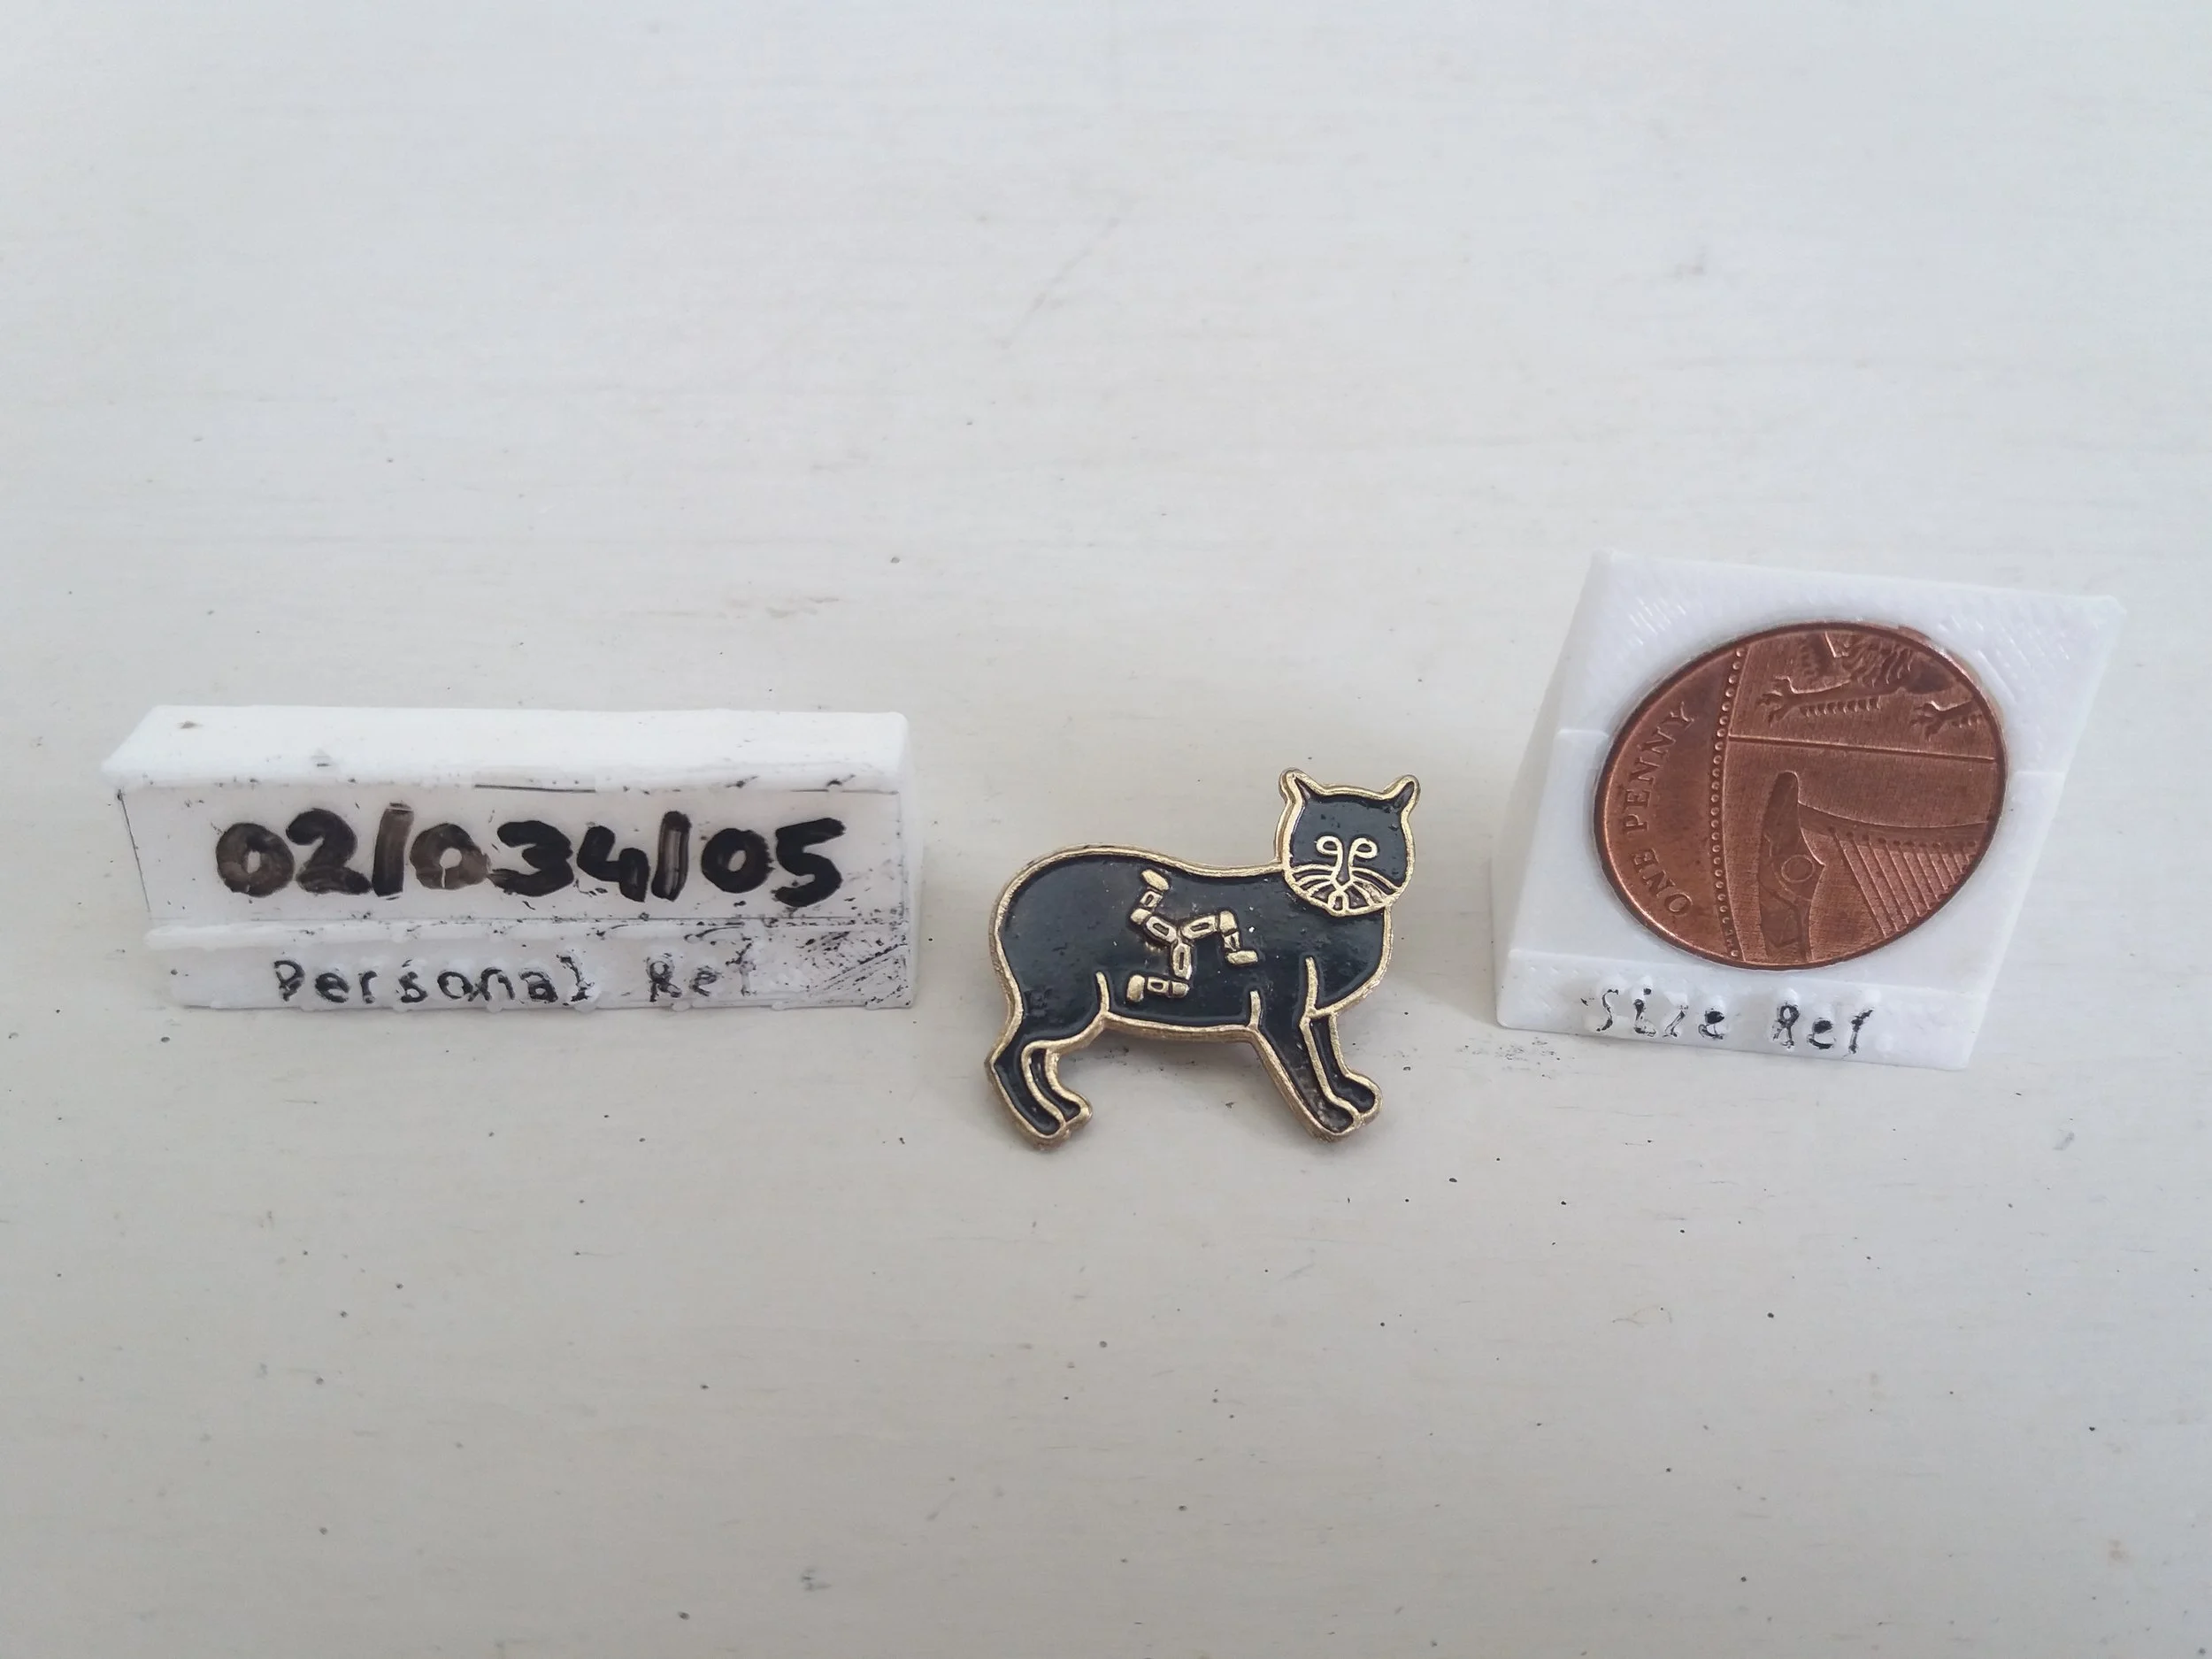 02/034/05
Personal Ref
ONE PENNY
Size Ref